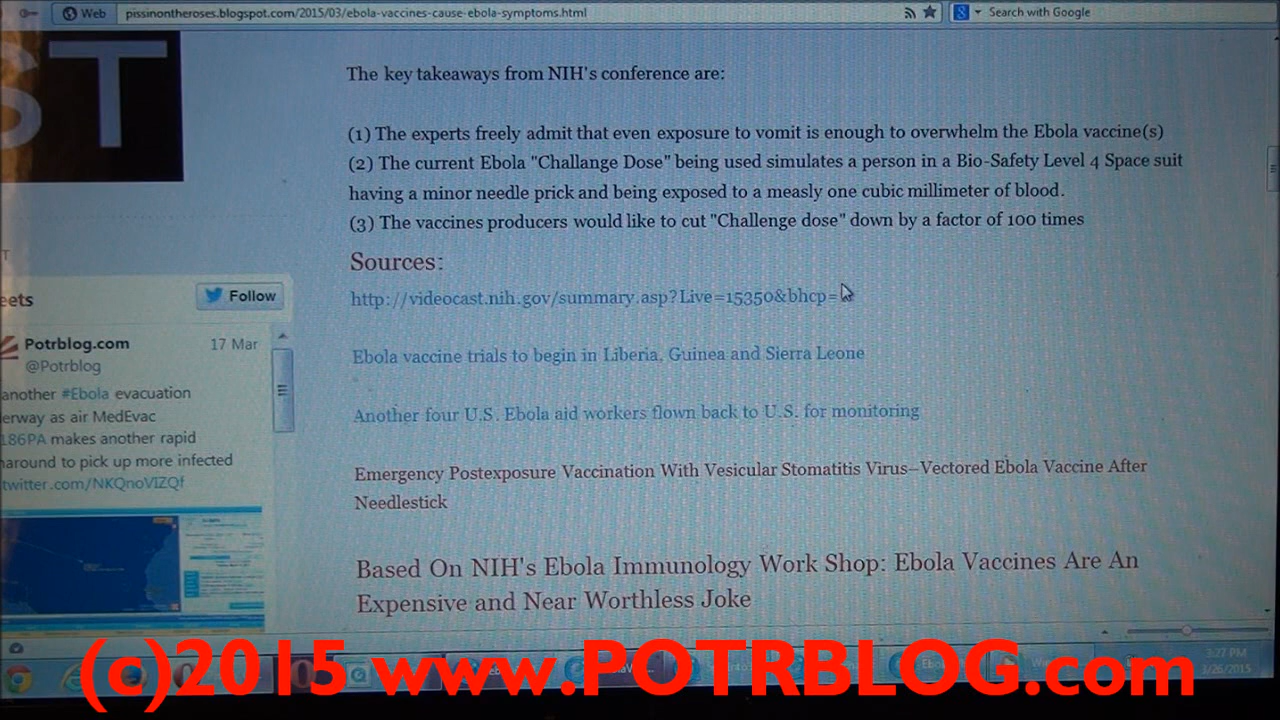 Web pissinontheroses.blogspot.com/2015/03/ebola-vaccines-cause-ebola-symptoms.html Search with Google
ST
The key takeaways from NIH's conference are:
(1) The experts freely admit that even exposure to vomit is enough to overwhelm the Ebola vaccine(s)
(2) The current Ebola "Challange Dose" being used simulates a person in a Bio-Safety Level 4 Space suit
having a minor needle prick and being exposed to a measly one cubic millimeter of blood.
(3) The vaccines producers would like to cut "Challenge dose" down by a factor of 100 times
Sources:
http://videocast.nih.gov/summary.asp?Live=15350&bhcp=
Ebola vaccine trials to begin in Liberia, Guinea and Sierra Leone
Another four U.S. Ebola aid workers flown back to U.S. for monitoring
Emergency Postexposure Vaccination With Vesicular Stomatitis Virus–Vectored Ebola Vaccine After
Needlestick
Based On NIH's Ebola Immunology Work Shop: Ebola Vaccines Are An
Expensive and Near Worthless Joke
eets Follow
Potrblog.com 17 Mar
@Potrblog
another #Ebola evacuation
erway as air MedEvac
186PA makes another rapid
naround to pick up more infected
twitter.com/NKQnoVIZQf
3:27 PM
3/26/2015
(c)2015 www.POTRBLOG.com